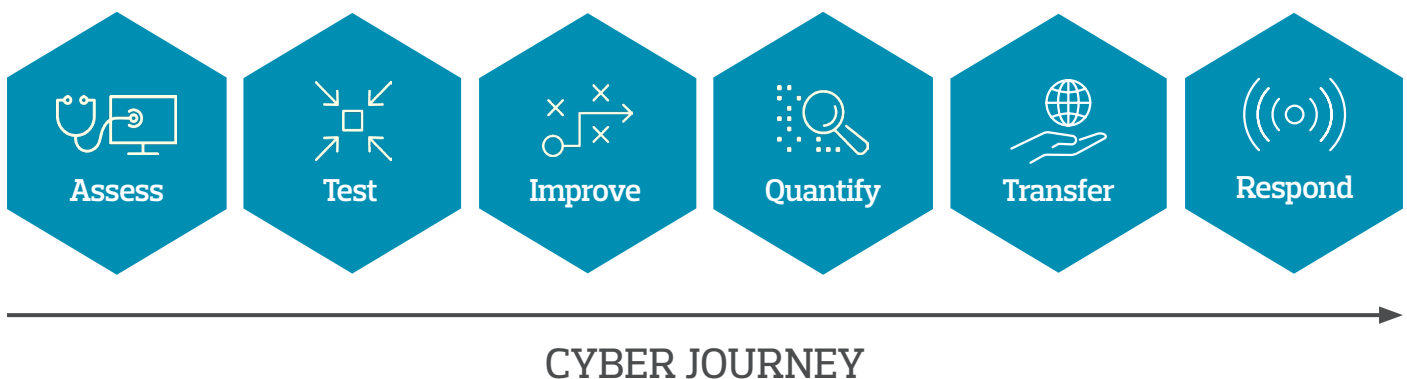 Assess
Test
Improve
Quantify
Transfer
Respond
CYBER JOURNEY